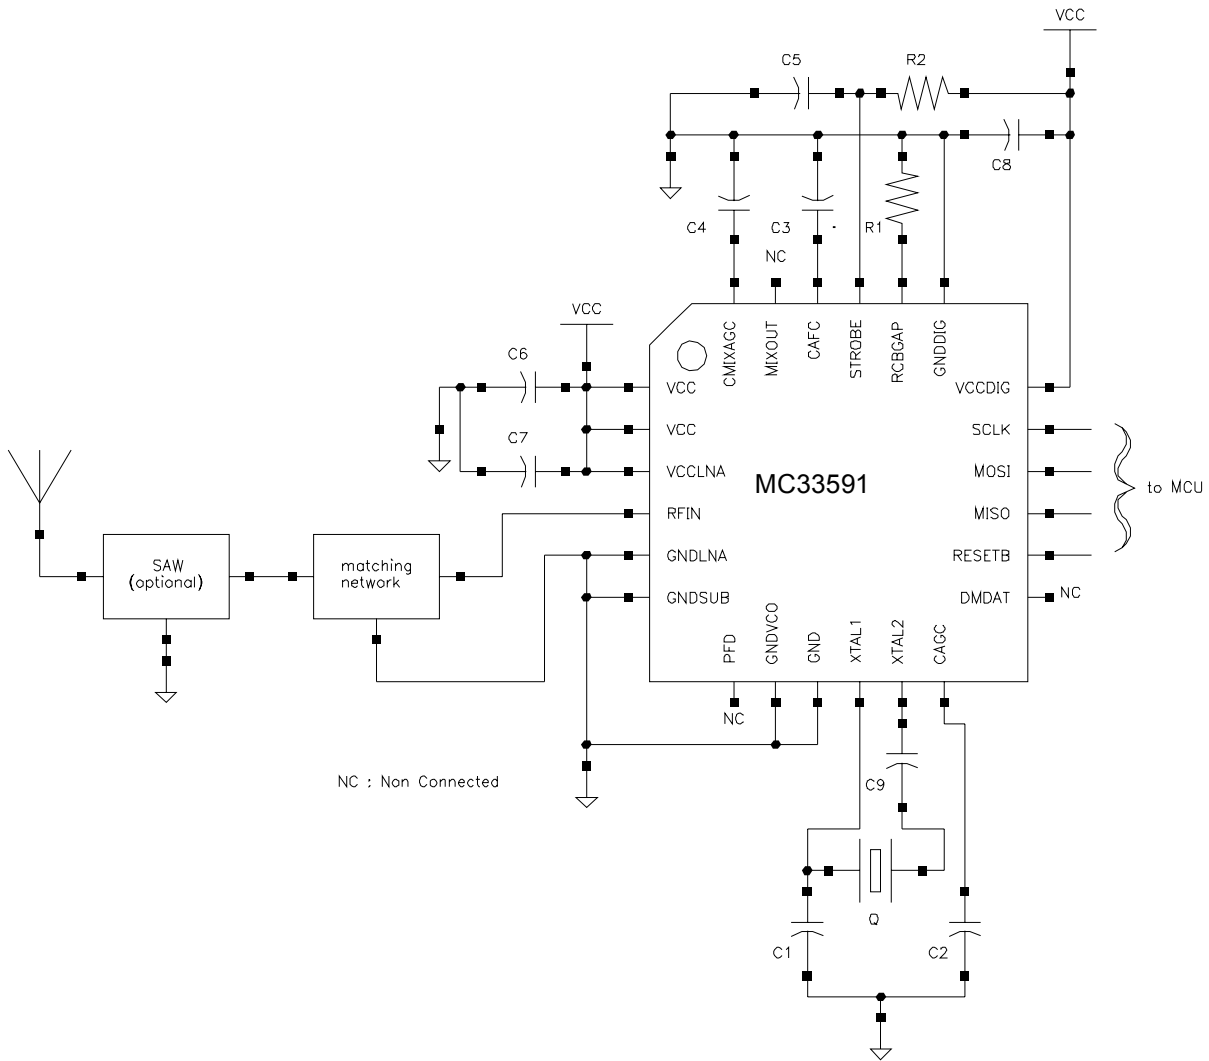 VCC
C5
R2
C8
C4
C3
R1
NC
VCC
C6
C7
CMIXAGC
MIXOUT
CAFC
STROBE
RCBGAP
GNDDIG
VCC
VCC
VCCLNA
RFIN
GNDLNA
GNDSUB
MC33591
VCCDIG
SCLK
MOSI
MISO
RESETB
DMDAT
NC
to MCU
SAW
(optional)
matching
network
PFD
GNDVCO
GND
XTAL1
XTAL2
CAGC
NC
NC : Non Connected
C9
Q
C1
C2